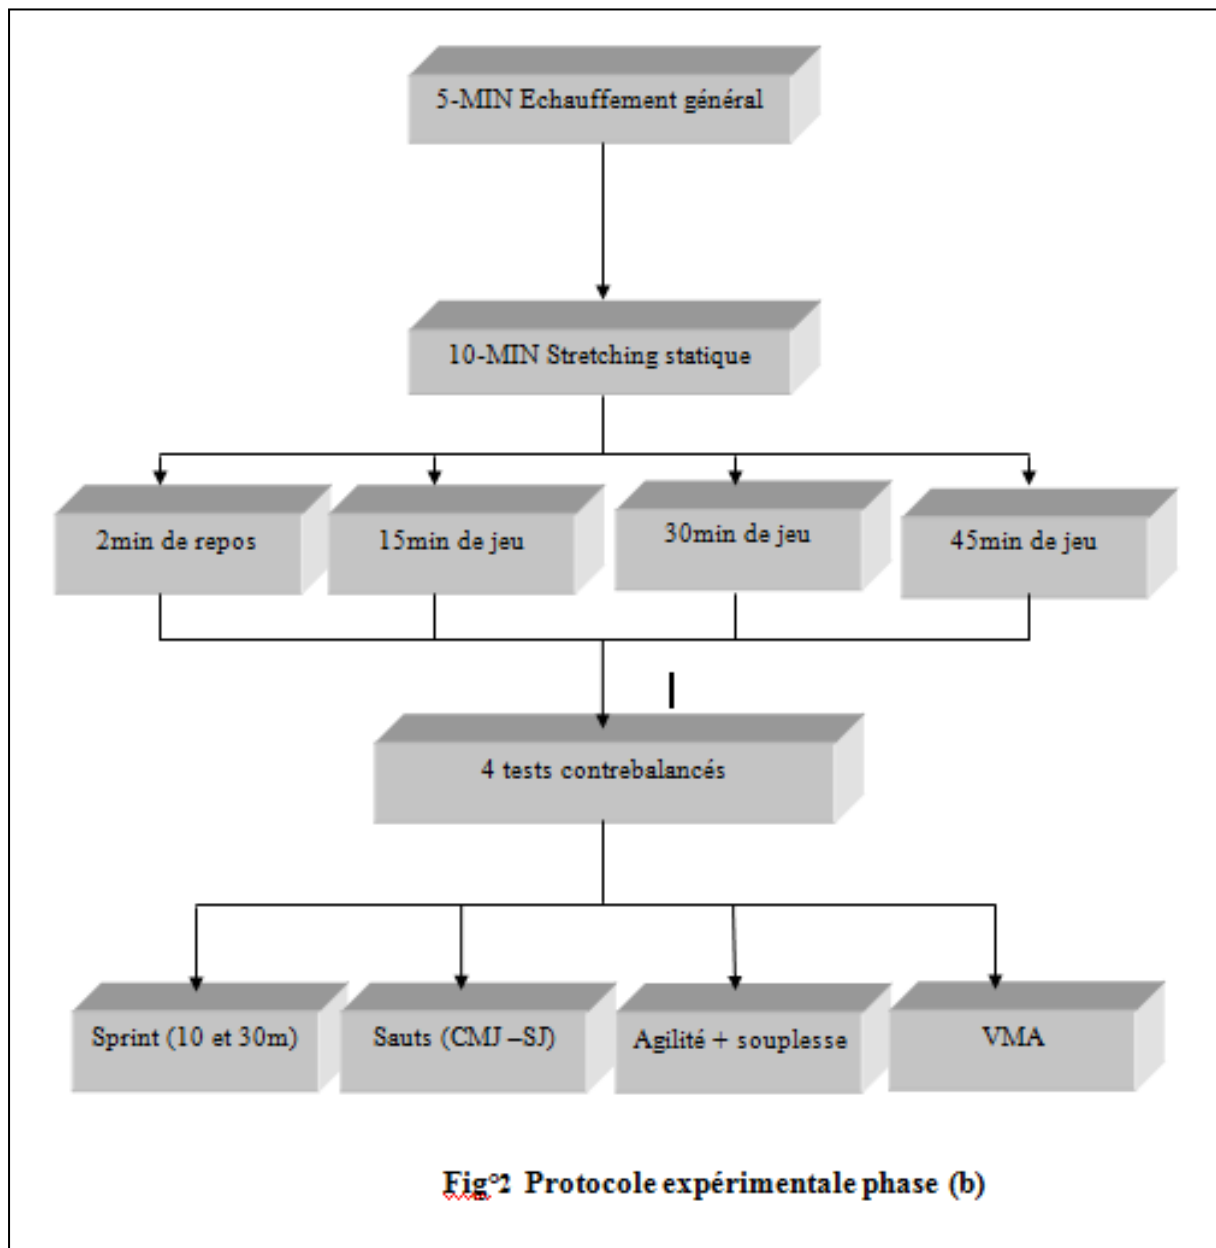 5-MIN Echauffement général
10-MIN Stretching statique
2min de repos
15min de jeu
30min de jeu
45min de jeu
4 tests contrebalancés
Sprint (10 et 30m)
Sauts (CMJ –SJ)
Agilité + souplesse
VMA
Fig°2 Protocole expérimentale phase (b)